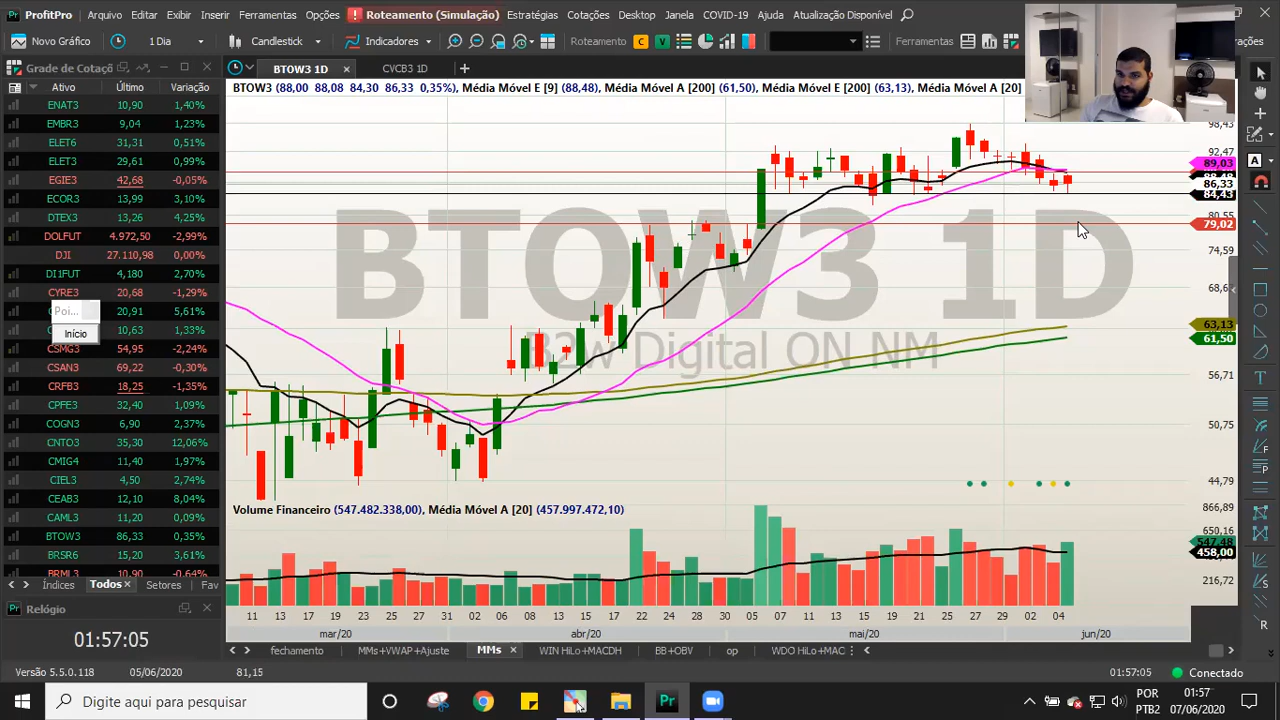 ProfitPro Arquivo Exibir Inserir Ferramentas Opções Roteamento (Simulação) Estratégias Cotações Desktop Janela COVID-19 Ajuda Atualização Disponível
Novo Gráfico 1 Dia Candlestick Indicadores Roteamento C V Ferramentas
Grade de Cotaçõ
BTOW3 1D CVCB3 1D
Ativo Último Variação
ENAT3 10,90 1,40%
EMBR3 9,04 1,23%
ELET6 31,31 0,51%
ELET3 29,61 0,99%
EGIE3 42,68 -0,05%
ECOR3 13,99 3,10%
DTEX3 13,26 4,25%
DOLFUT 4.972,50 -2,99%
DJI 27.110,98 0,00%
DI1FUT 4,180 2,70%
CYRE3 20,68 -1,29%
Poi... 20,91 5,61%
Início 10,63 1,33%
CSMG3 54,95 -2,24%
CSAN3 69,22 -0,30%
CRFB3 18,25 -1,35%
CPFE3 32,40 1,09%
COGN3 6,90 2,37%
CNTO3 35,30 12,06%
CMIG4 11,40 1,97%
CIEL3 4,50 2,74%
CEAB3 12,10 8,04%
CAML3 11,20 0,09%
BTOW3 86,33 0,35%
BRSR6 15,20 3,61%
BRML3 10,90 -0,64%
Índices Todos Setores Fav
Relógio
01:57:05
BTOW3 (88,00 88,08 84,30 86,33 0,35%), Média Móvel E [9] (88,48), Média Móvel A [200] (61,50), Média Móvel E [200] (63,13), Média Móvel A [20]
BTOW3 1D
B2w Digital ON NM
98,43
92,47
89,03
86,33
84,43
80,55
79,02
74,59
63,13
61,50
56,71
50,75
44,79
Volume Financeiro (547.482.338,00), Média Móvel A [20] (457.997.472,10)
866,89
650,16
547,48
458,00
216,72
11 13 17 19 23 25 27 31 02 06 08 13 15 17 22 24 28 30 05 07 11 13 15 19 21 25 27 29 02 04
mar/20 abr/20 mai/20 jun/20
fechamento MMs+VWAP+Ajuste MMs WIN HiLo+MACDH BB+OBV op WDO HiLo+MAC
Versão 5.5.0.118 05/06/2020 81,15 01:57:05 Conectado
Digite aqui para pesquisar
Pr
POR
PTB2
01:57
07/06/2020